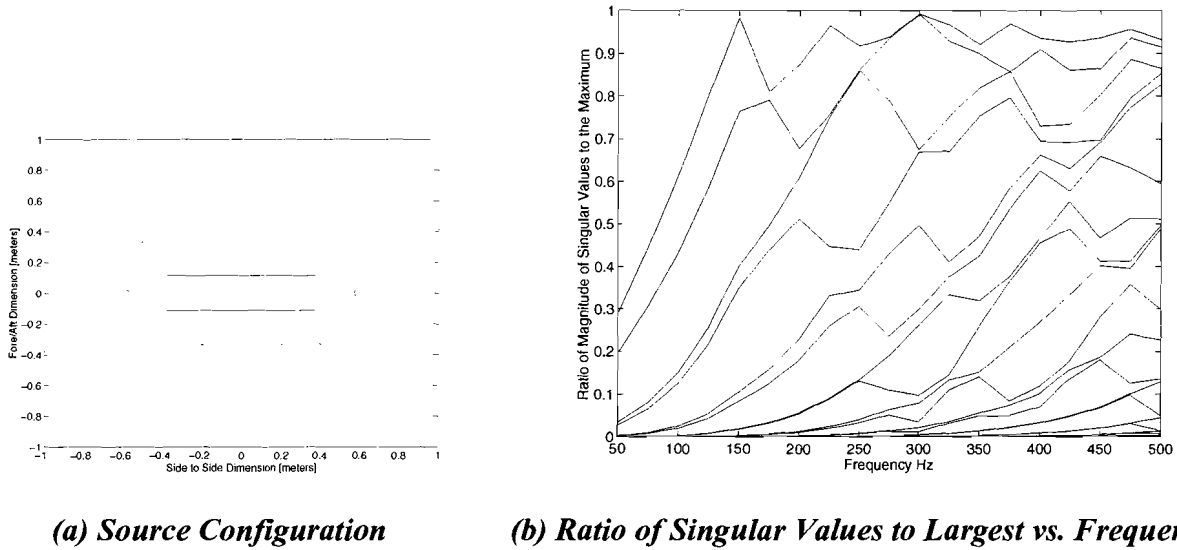 1
0.8
0.6
0.4
0.2
0
-0.2
-0.4
-0.6
-0.8
-1
-1 -0.8 -0.6 -0.4 -0.2 0 0.2 0.4 0.6 0.8 1
Side to Side Dimension [meters]
Fore/Aft Dimension [meters]
(a) Source Configuration
1
0.9
0.8
0.7
0.6
0.5
0.4
0.3
0.2
0.1
0
50 100 150 200 250 300 350 400 450 500
Frequency Hz
Ratio of Magnitude of Singular Values to the Maximum
(b) Ratio of Singular Values to Largest vs. Frequen